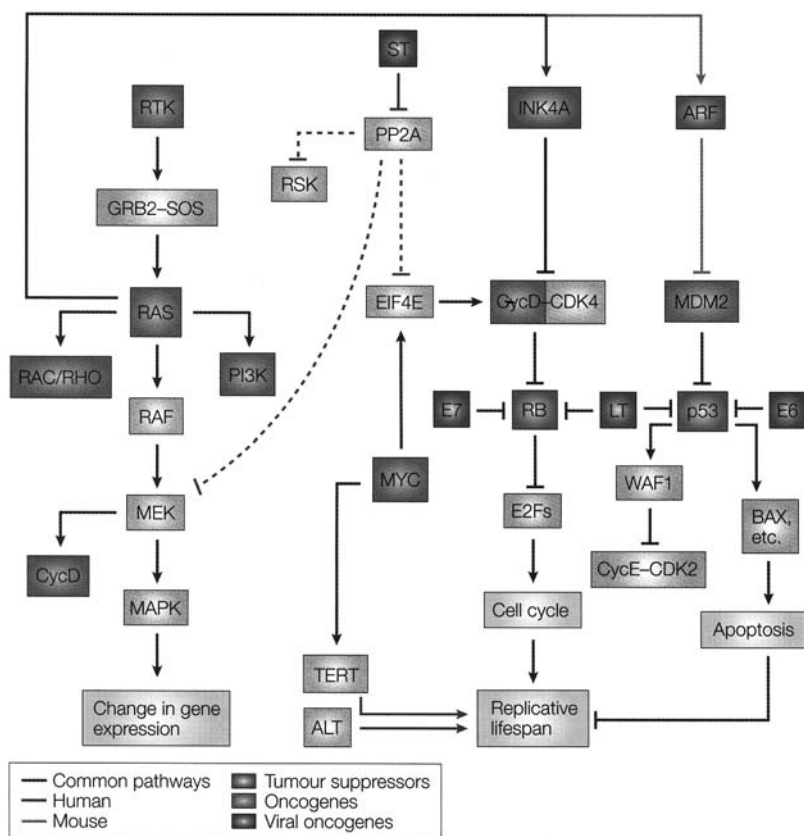 ST
RTK
INK4A
ARF
PP2A
RSK
GRB2–SOS
EIF4E
CycD–CDK4
MDM2
RAS
RAC/RHO
PI3K
RAF
E7
RB
LT
p53
E6
MYC
WAF1
MEK
E2Fs
BAX,
etc.
CycD
CycE–CDK2
MAPK
Cell cycle
Apoptosis
TERT
Change in gene
expression
ALT
Replicative
lifespan
Common pathways
Human
Mouse
Tumour suppressors
Oncogenes
Viral oncogenes